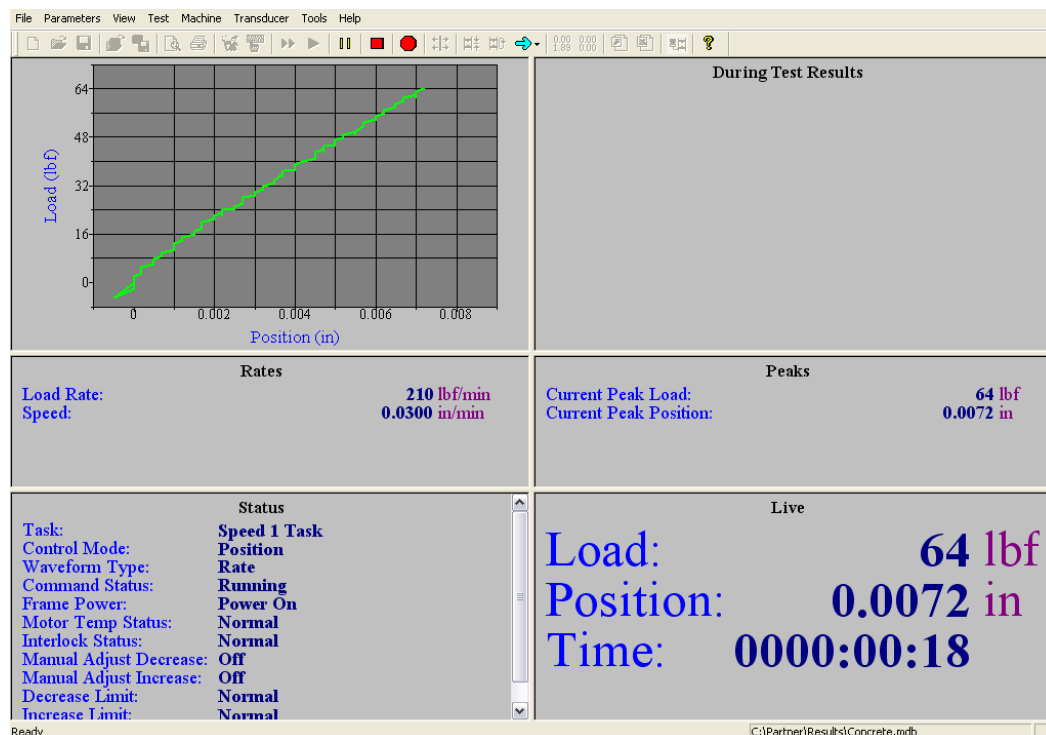 File Parameters View Test Machine Transducer Tools Help
0.00 0.00
1.89 0.00
64
48
32
16
0
Load (lbf)
0 0.002 0.004 0.006 0.008
Position (in)
During Test Results
Rates
Load Rate: 210 lbf/min
Speed: 0.0300 in/min
Peaks
Current Peak Load: 64 lbf
Current Peak Position: 0.0072 in
Status
Task: Speed 1 Task
Control Mode: Position
Waveform Type: Rate
Command Status: Running
Frame Power: Power On
Motor Temp Status: Normal
Interlock Status: Normal
Manual Adjust Decrease: Off
Manual Adjust Increase: Off
Decrease Limit: Normal
Increase Limit: Normal
Live
Load: 64 lbf
Position: 0.0072 in
Time: 0000:00:18
Ready C:\Partner\Results\Concrete.mdb